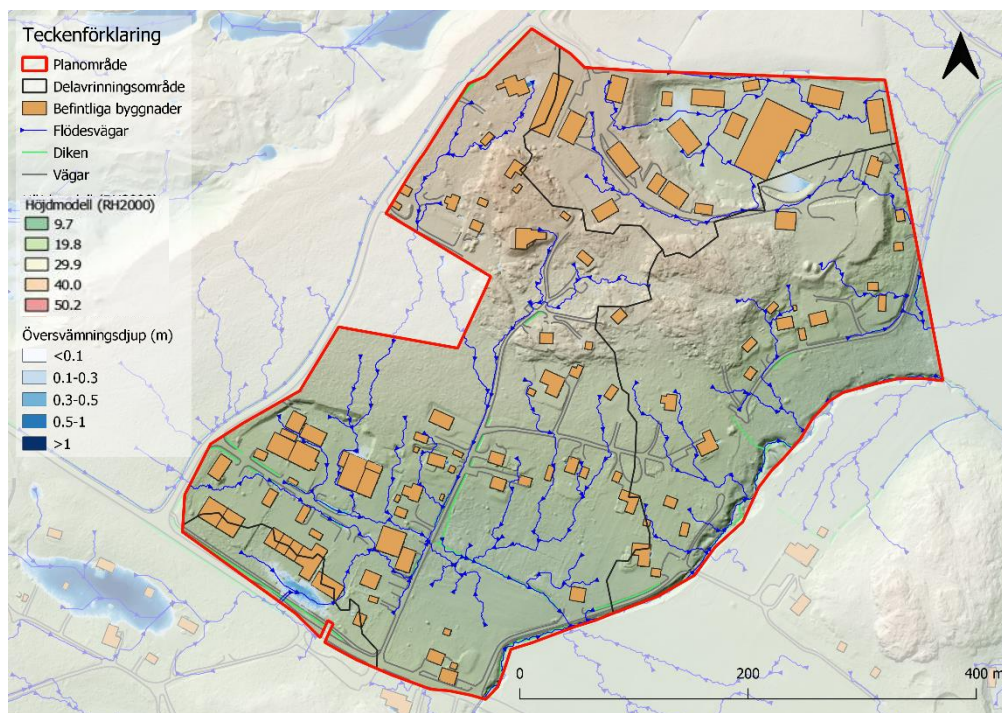 Teckenförklaring
Planområde
Delavrinningsområde
Befintliga byggnader
Flödesvägar
Diken
Vägar
Höjdmodell (RH2000)
9.7
19.8
29.9
40.0
50.2
Översvämningsdjup (m)
<0.1
0.1-0.3
0.3-0.5
0.5-1
>1
0 200 400 m